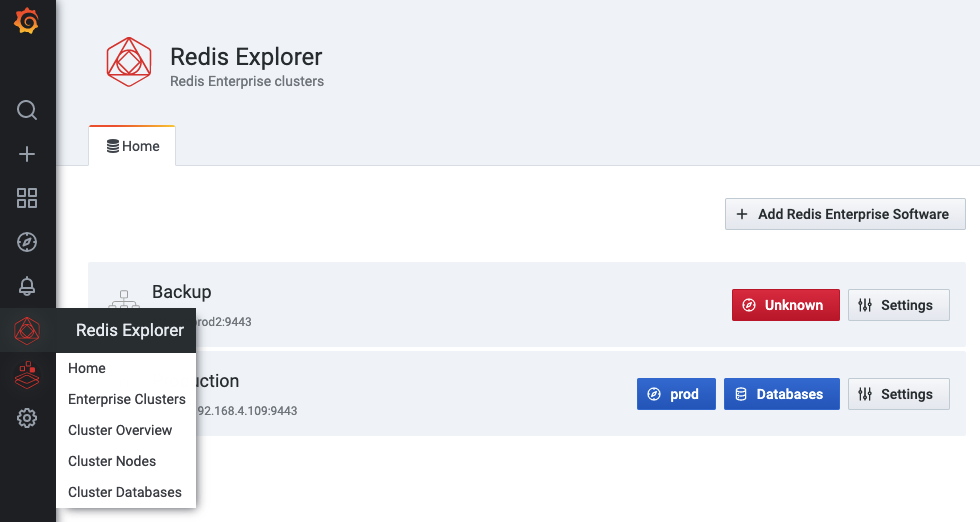 Redis Explorer
Redis Enterprise clusters
Home
Add Redis Enterprise Software
Backup
Unknown
Settings
prod2:9443
Redis Explorer
Home
Enterprise Clusters
Cluster Overview
Cluster Nodes
Cluster Databases
uction
prod
Databases
Settings
92.168.4.109:9443